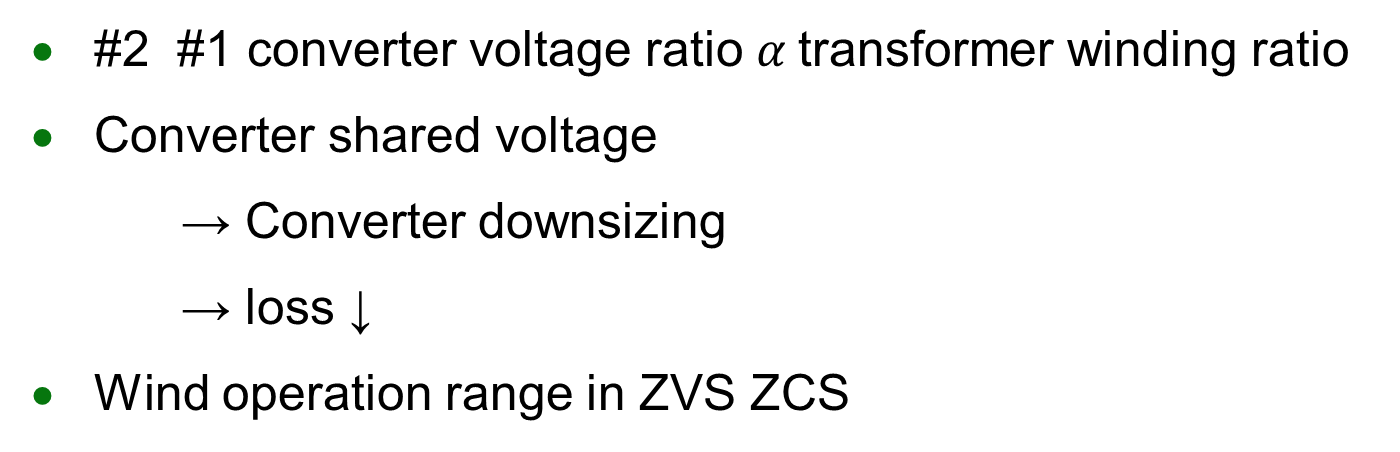 • #2 #1 converter voltage ratio α transformer winding ratio
• Converter shared voltage
→ Converter downsizing
→ loss ↓
• Wind operation range in ZVS ZCS